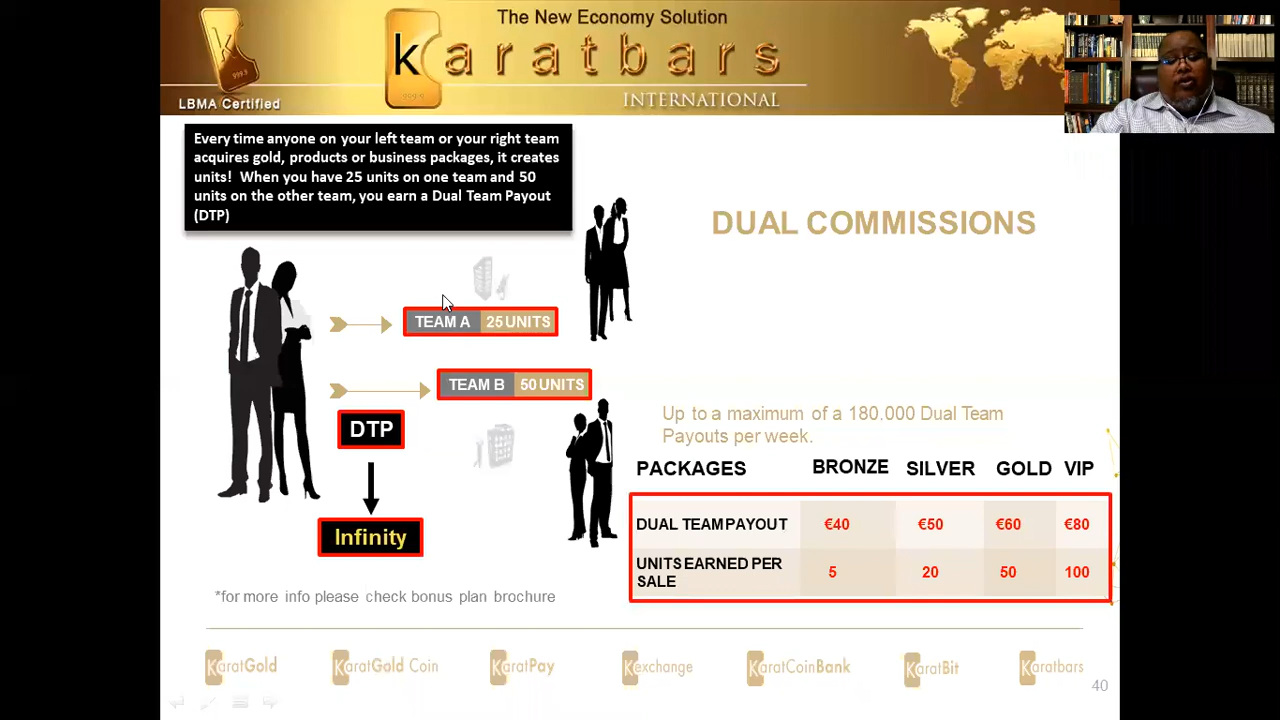 The New Economy Solution
karatbars
INTERNATIONAL
k
999.9
LBMA Certified
Every time anyone on your left team or your right team
acquires gold, products or business packages, it creates
units! When you have 25 units on one team and 50
units on the other team, you earn a Dual Team Payout
(DTP)
DUAL COMMISSIONS
TEAM A 25 UNITS
TEAM B 50 UNITS
DTP
Infinity
*for more info please check bonus plan brochure
Up to a maximum of a 180.000 Dual Team
Payouts per week.
PACKAGES BRONZE SILVER GOLD VIP
DUAL TEAM PAYOUT €40 €50 €60 €80
UNITS EARNED PER
SALE 5 20 50 100
KaratGold KaratGold Coin KaratPay Kexchange KaratCoinBank KaratBit Karatbars
40